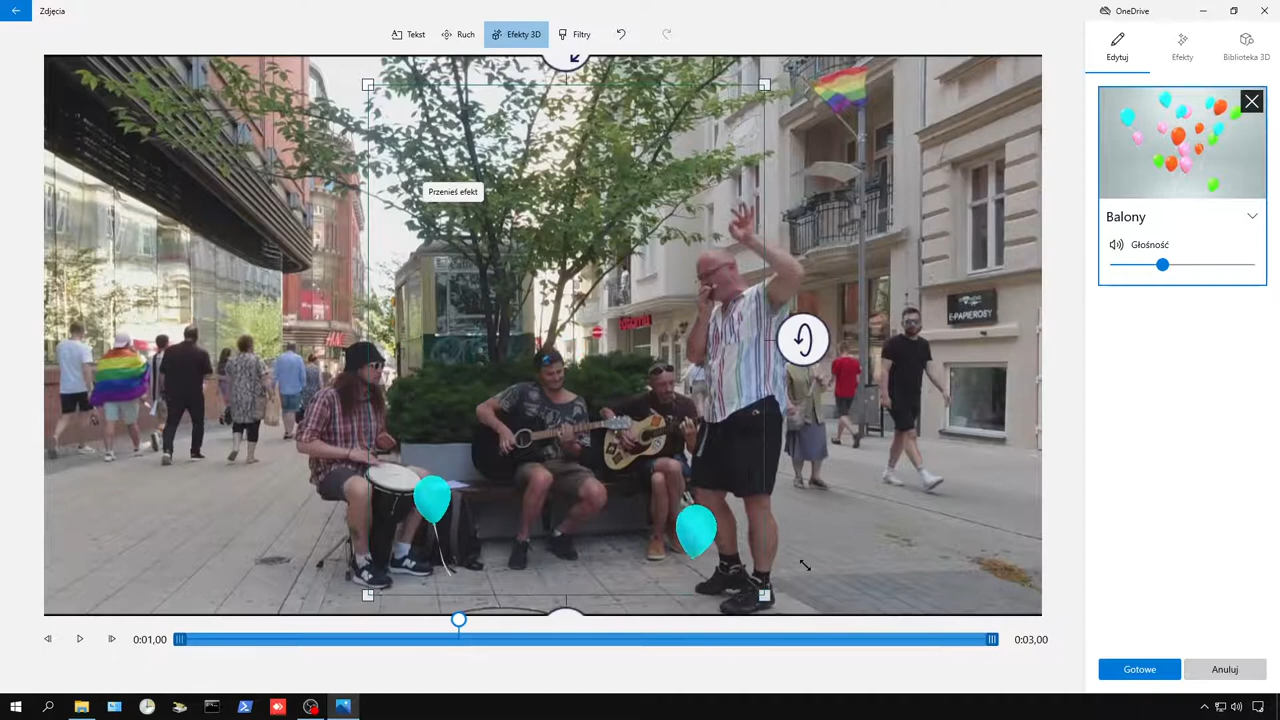 Zdjęcia
OneDrive
Tekst
Ruch
Efekty 3D
Filtry
Edytuj
Efekty
Biblioteka 3D
Przenieś efekt
Balony
Głośność
E-PAPIEROSY
0:01,00
0:03,00
Gotowe
Anuluj